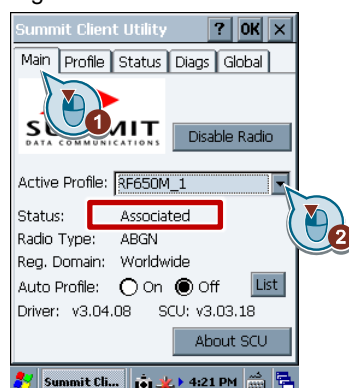 Summit Client Utility ? OK ×
Main Profile Status Diags Global
1
SUMMIT
DATA COMMUNICATIONS
Disable Radio
Active Profile: RF650M_1
2
Status: Associated
Radio Type: ABGN
Reg. Domain: Worldwide
Auto Profile: On Off List
Driver: v3.04.08 SCU: v3.03.18
About SCU
Summit Cli... 4:21 PM